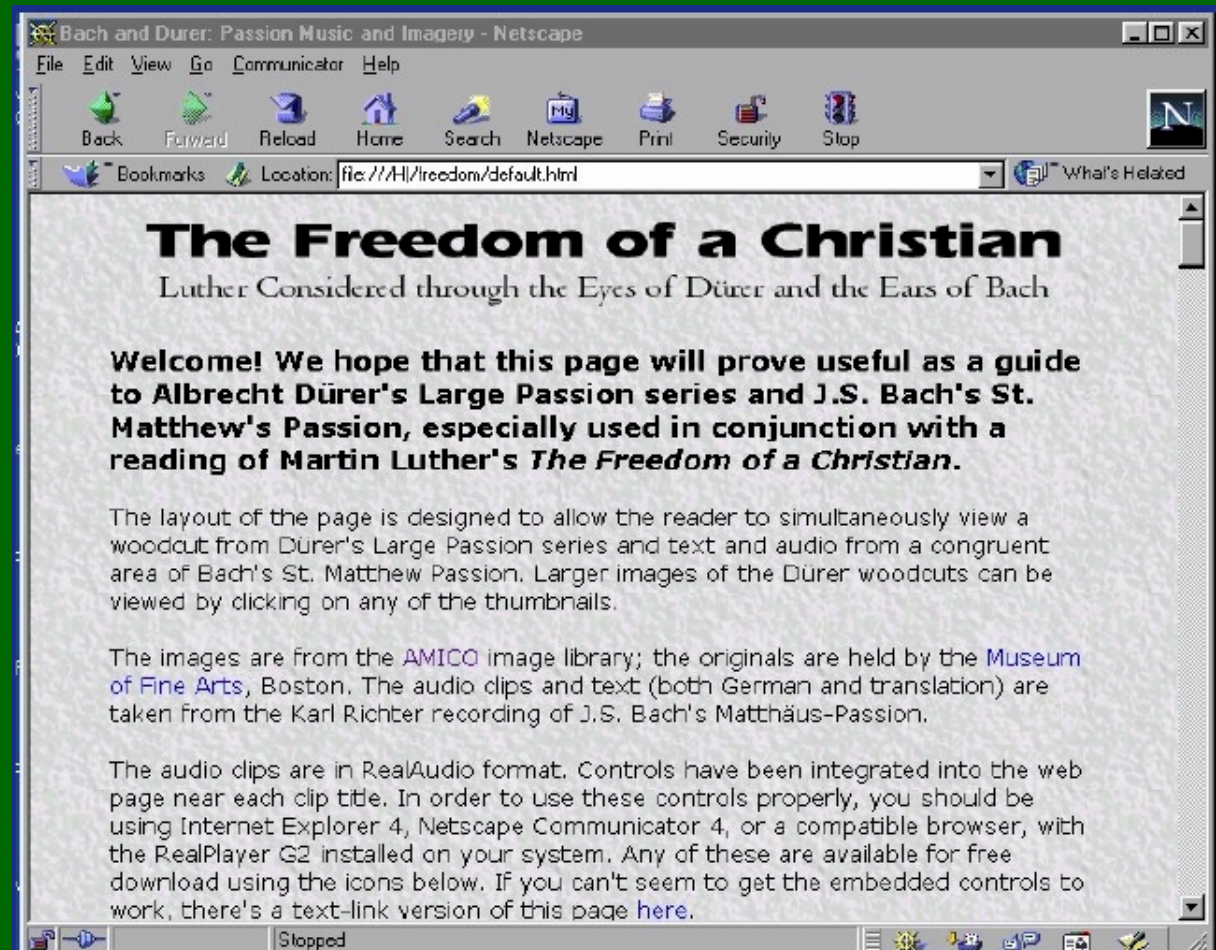 Bach and Durer: Passion Music and Imagery - Netscape
File Edit View Go Communicator Help
Back Forward Reload Home Search Netscape Print Security Stop
Bookmarks Location: file:///H|/freedom/default.html What's Related
The Freedom of a Christian
Luther Considered through the Eyes of Dürer and the Ears of Bach
Welcome! We hope that this page will prove useful as a guide
to Albrecht Dürer's Large Passion series and J.S. Bach's St.
Matthew's Passion, especially used in conjunction with a
reading of Martin Luther's The Freedom of a Christian.
The layout of the page is designed to allow the reader to simultaneously view a
woodcut from Dürer's Large Passion series and text and audio from a congruent
area of Bach's St. Matthew Passion. Larger images of the Dürer woodcuts can be
viewed by clicking on any of the thumbnails.
The images are from the AMICO image library; the originals are held by the Museum
of Fine Arts, Boston. The audio clips and text (both German and translation) are
taken from the Karl Richter recording of J.S. Bach's Matthäus-Passion.
The audio clips are in RealAudio format. Controls have been integrated into the web
page near each clip title. In order to use these controls properly, you should be
using Internet Explorer 4, Netscape Communicator 4, or a compatible browser, with
the RealPlayer G2 installed on your system. Any of these are available for free
download using the icons below. If you can't seem to get the embedded controls to
work, there's a text-link version of this page here.
Stopped